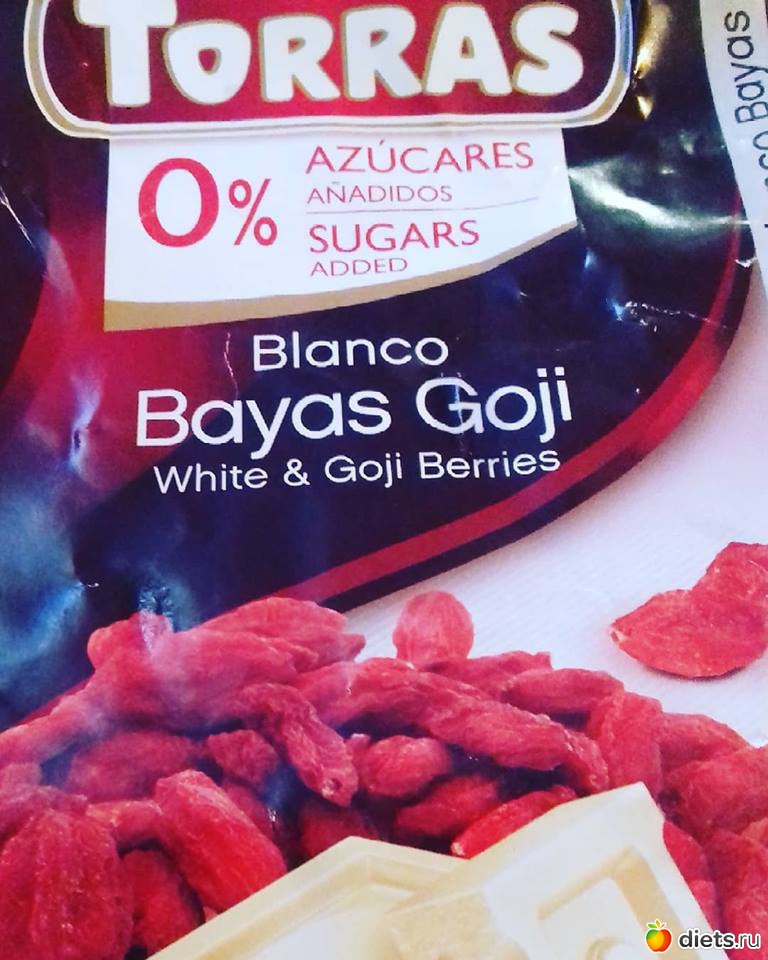 TORRAS
0%
AZÚCARES
AÑADIDOS
SUGARS
ADDED
Blanco
Bayas Goji
White & Goji Berries
Bayas
diets.ru